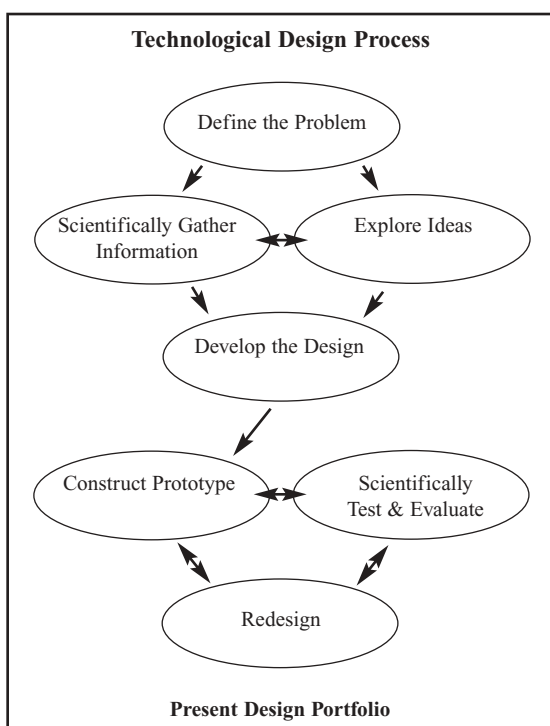 Technological Design Process
Define the Problem
Scientifically Gather
Information
Explore Ideas
Develop the Design
Construct Prototype
Scientifically
Test & Evaluate
Redesign
Present Design Portfolio